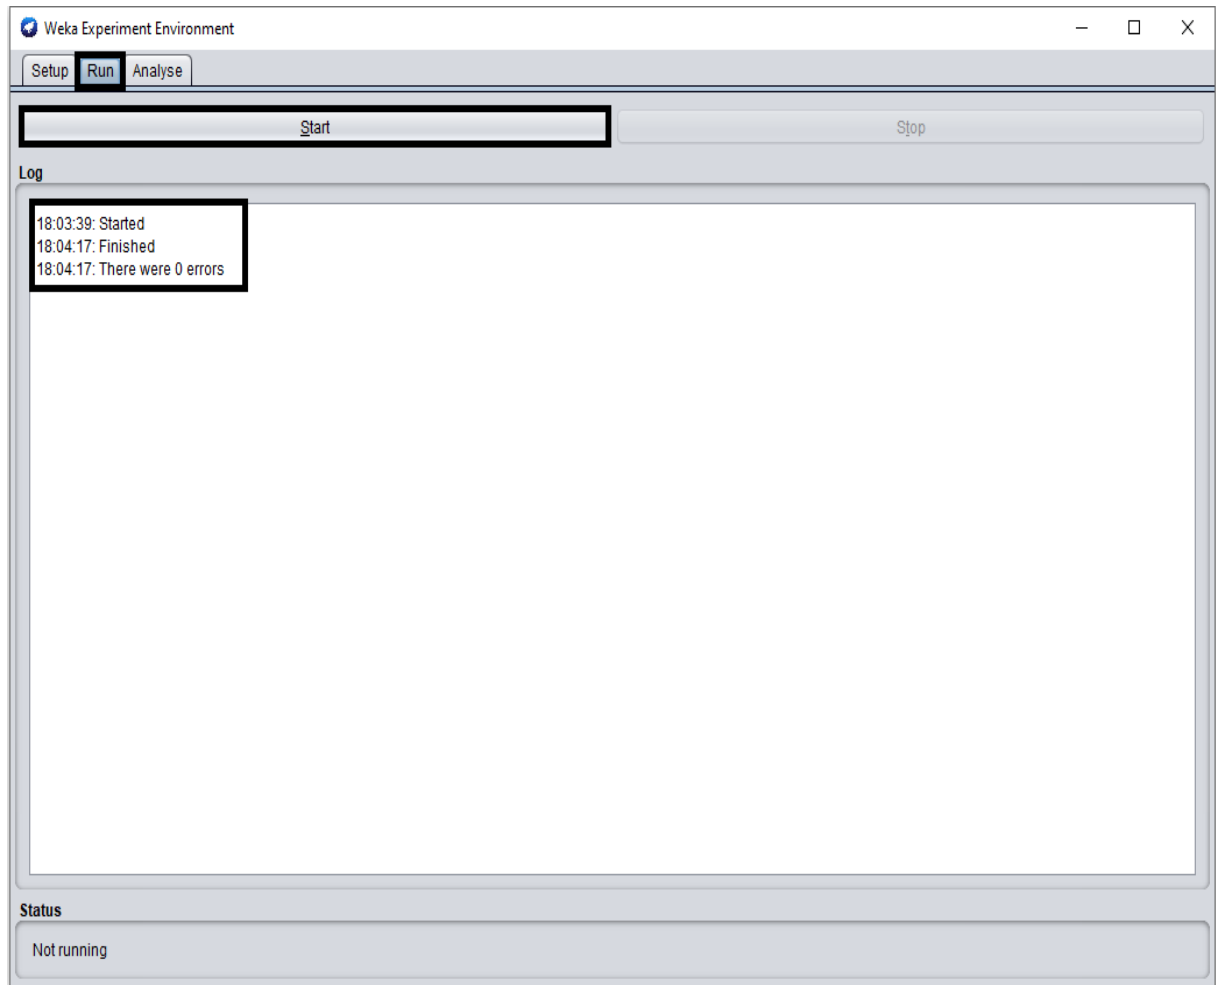 Weka Experiment Environment
Setup Run Analyse
Start Stop
Log
18:03:39: Started
18:04:17: Finished
18:04:17: There were 0 errors
Status
Not running